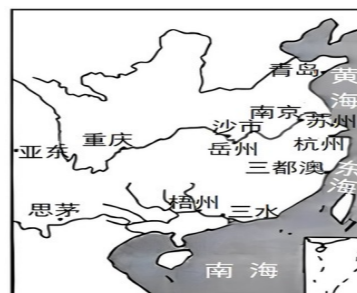 青岛
黄海
南京
苏州
沙市
重庆
岳州
杭州
亚东
三都澳
东海
思茅
梧州
三水
南海